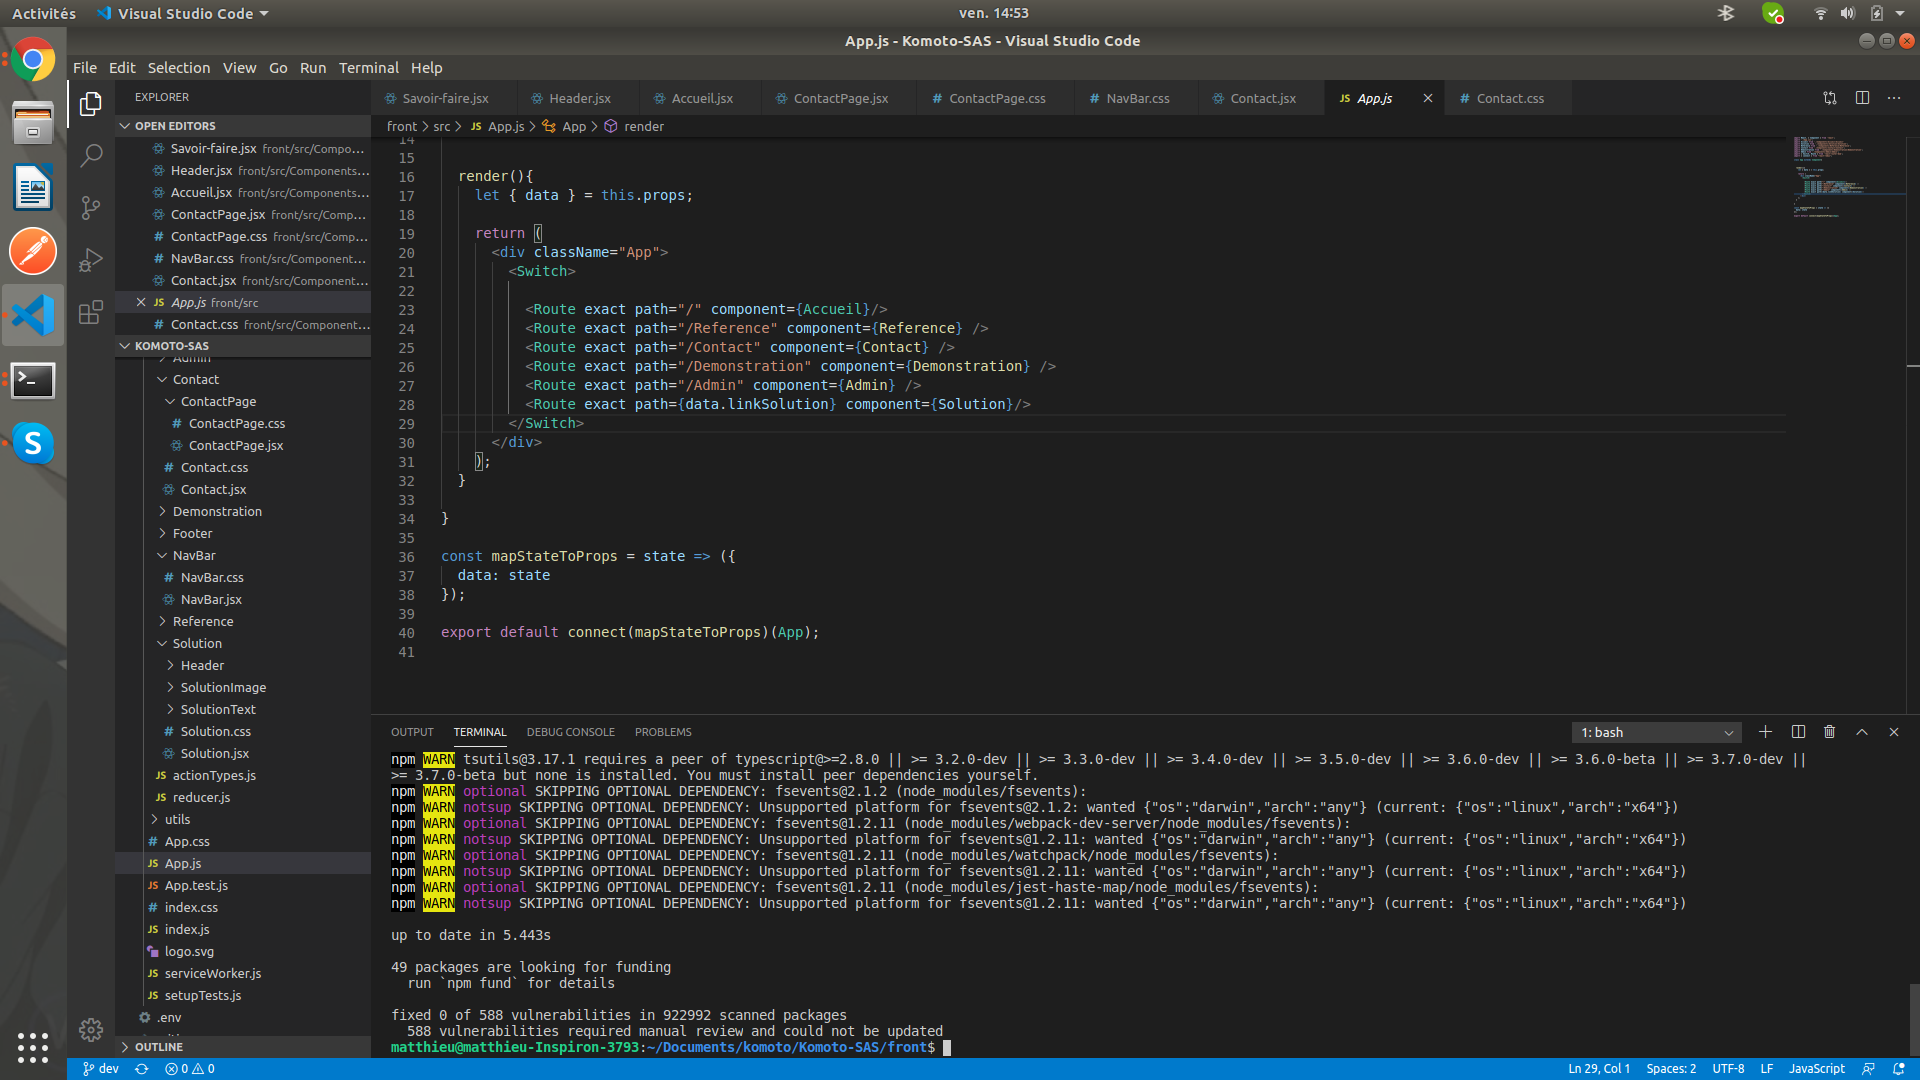 Activités
Visual Studio Code
ven. 14:53
App.js - Komoto-SAS - Visual Studio Code
File Edit Selection View Go Run Terminal Help
EXPLORER
OPEN EDITORS
Savoir-faire.jsx front/src/Compo...
Header.jsx front/src/Components...
Accueil.jsx front/src/Components...
ContactPage.jsx front/src/Comp...
ContactPage.css front/src/Comp...
NavBar.css front/src/Component...
Contact.jsx front/src/Component...
JS App.js front/src
# Contact.css front/src/Component...
KOMOTO-SAS
Admin
Contact
ContactPage
# ContactPage.css
ContactPage.jsx
# Contact.css
Contact.jsx
Demonstration
Footer
NavBar
# NavBar.css
NavBar.jsx
Reference
Solution
Header
SolutionImage
SolutionText
# Solution.css
Solution.jsx
JS actionTypes.js
JS reducer.js
utils
# App.css
JS App.js
JS App.test.js
# index.css
JS index.js
logo.svg
JS serviceWorker.js
JS setupTests.js
.env
OUTLINE
Savoir-faire.jsx Header.jsx Accueil.jsx ContactPage.jsx # ContactPage.css # NavBar.css Contact.jsx JS App.js # Contact.css
front > src > JS App.js > App > render
14
15
16 render(){
17 let { data } = this.props;
18
19 return (
20 <div className="App">
21 <Switch>
22
23 <Route exact path="/" component={Accueil}/>
24 <Route exact path="/Reference" component={Reference} />
25 <Route exact path="/Contact" component={Contact} />
26 <Route exact path="/Demonstration" component={Demonstration} />
27 <Route exact path="/Admin" component={Admin} />
28 <Route exact path={data.linkSolution} component={Solution}/>
29 </Switch>
30 </div>
31 );
32 }
33
34 }
35
36 const mapStateToProps = state => ({
37 data: state
38 });
39
40 export default connect(mapStateToProps)(App);
41
OUTPUT TERMINAL DEBUG CONSOLE PROBLEMS
1: bash
npm WARN tsutils@3.17.1 requires a peer of typescript@>=2.8.0 || >= 3.2.0-dev || >= 3.3.0-dev || >= 3.4.0-dev || >= 3.5.0-dev || >= 3.6.0-dev || >= 3.6.0-beta || >= 3.7.0-dev ||
>= 3.7.0-beta but none is installed. You must install peer dependencies yourself.
npm WARN optional SKIPPING OPTIONAL DEPENDENCY: fsevents@2.1.2 (node_modules/fsevents):
npm WARN notsup SKIPPING OPTIONAL DEPENDENCY: Unsupported platform for fsevents@2.1.2: wanted {"os":"darwin","arch":"any"} (current: {"os":"linux","arch":"x64"})
npm WARN optional SKIPPING OPTIONAL DEPENDENCY: fsevents@1.2.11 (node_modules/webpack-dev-server/node_modules/fsevents):
npm WARN notsup SKIPPING OPTIONAL DEPENDENCY: Unsupported platform for fsevents@1.2.11: wanted {"os":"darwin","arch":"any"} (current: {"os":"linux","arch":"x64"})
npm WARN optional SKIPPING OPTIONAL DEPENDENCY: fsevents@1.2.11 (node_modules/watchpack/node_modules/fsevents):
npm WARN notsup SKIPPING OPTIONAL DEPENDENCY: Unsupported platform for fsevents@1.2.11: wanted {"os":"darwin","arch":"any"} (current: {"os":"linux","arch":"x64"})
npm WARN optional SKIPPING OPTIONAL DEPENDENCY: fsevents@1.2.11 (node_modules/jest-haste-map/node_modules/fsevents):
npm WARN notsup SKIPPING OPTIONAL DEPENDENCY: Unsupported platform for fsevents@1.2.11: wanted {"os":"darwin","arch":"any"} (current: {"os":"linux","arch":"x64"})
up to date in 5.443s
49 packages are looking for funding
run `npm fund` for details
fixed 0 of 588 vulnerabilities in 922992 scanned packages
588 vulnerabilities required manual review and could not be updated
matthieu@matthieu-Inspiron-3793:~/Documents/komoto/Komoto-SAS/front$
dev 0 0
Ln 29, Col 1 Spaces: 2 UTF-8 LF JavaScript